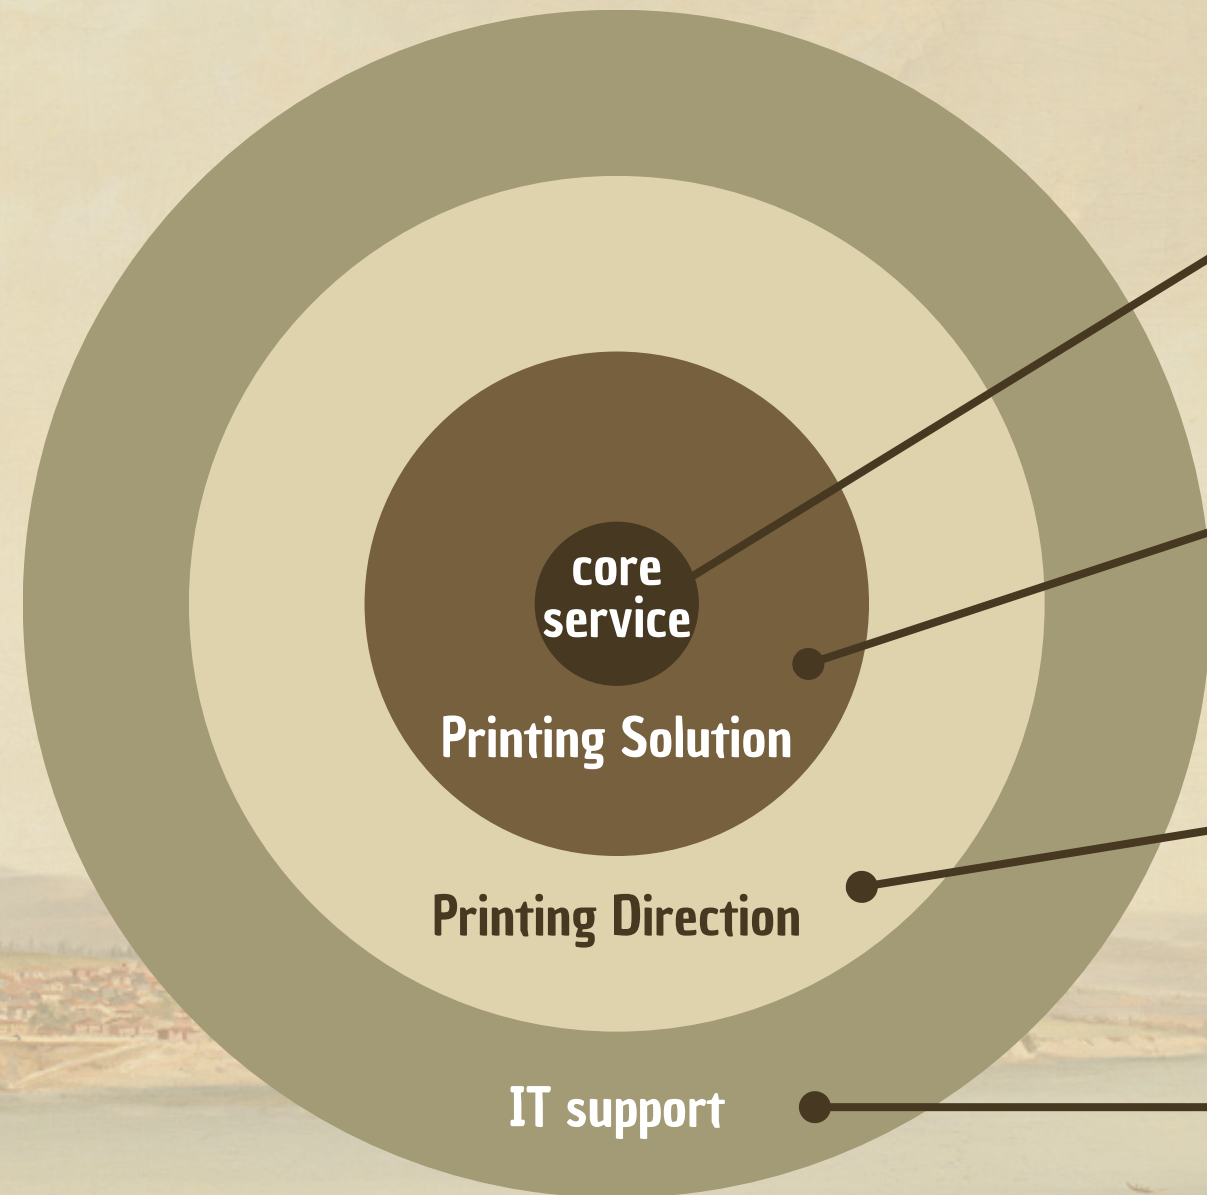 core
service
Printing Solution
Printing Direction
IT support